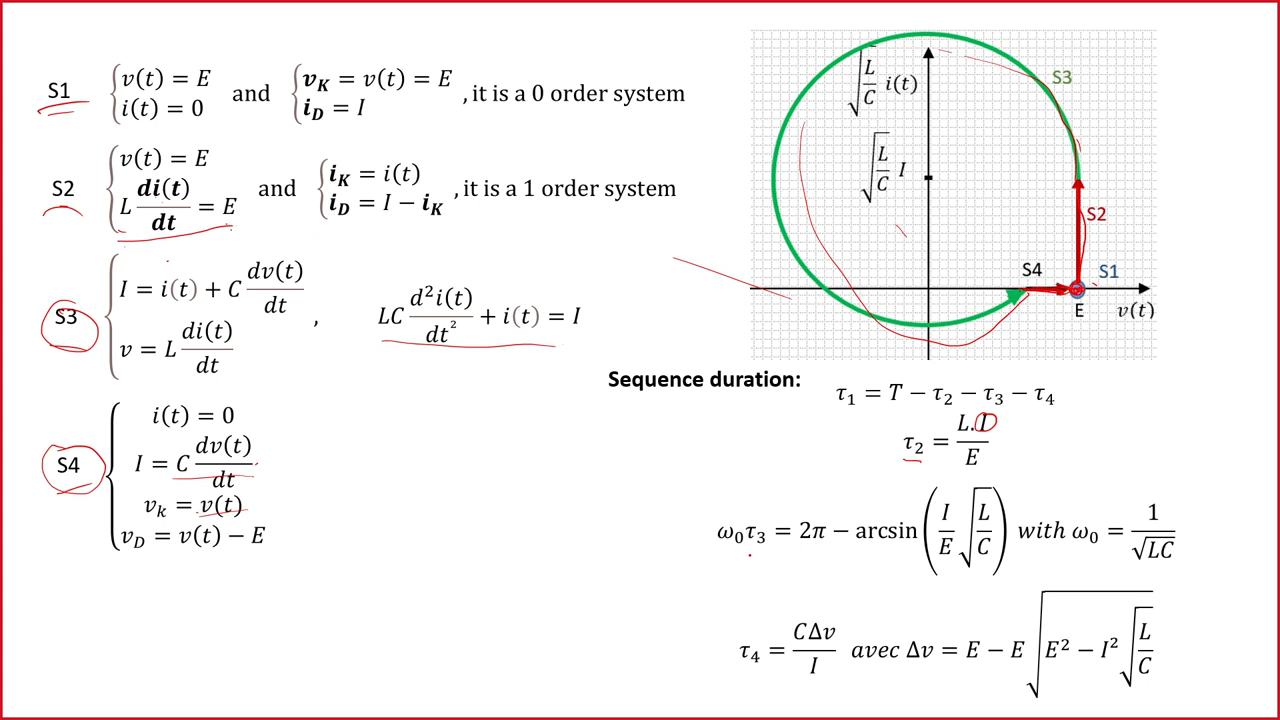 S1 {v(t) = E, i(t) = 0 and {v_K = v(t) = E, i_D = I , it is a 0 order system
S2 {v(t) = E, L di(t)/dt = E and {i_K = i(t), i_D = I − i_K , it is a 1 order system
S3 {I = i(t) + C dv(t)/dt, v = L di(t)/dt , LC d²i(t)/dt² + i(t) = I
S4 {i(t) = 0
I = C dv(t)/dt
v_k = v(t)
v_D = v(t) − E
√(L/C) i(t)
S3
√(L/C) I
S2
S4
S1
E
v(t)
Sequence duration:
τ₁ = T − τ₂ − τ₃ − τ₄
τ₂ = L.I/E
ω₀τ₃ = 2π − arcsin(I/E √(L/C)) with ω₀ = 1/√(LC)
τ₄ = CΔv/I avec Δv = E − E √(E² − I² √(L/C))